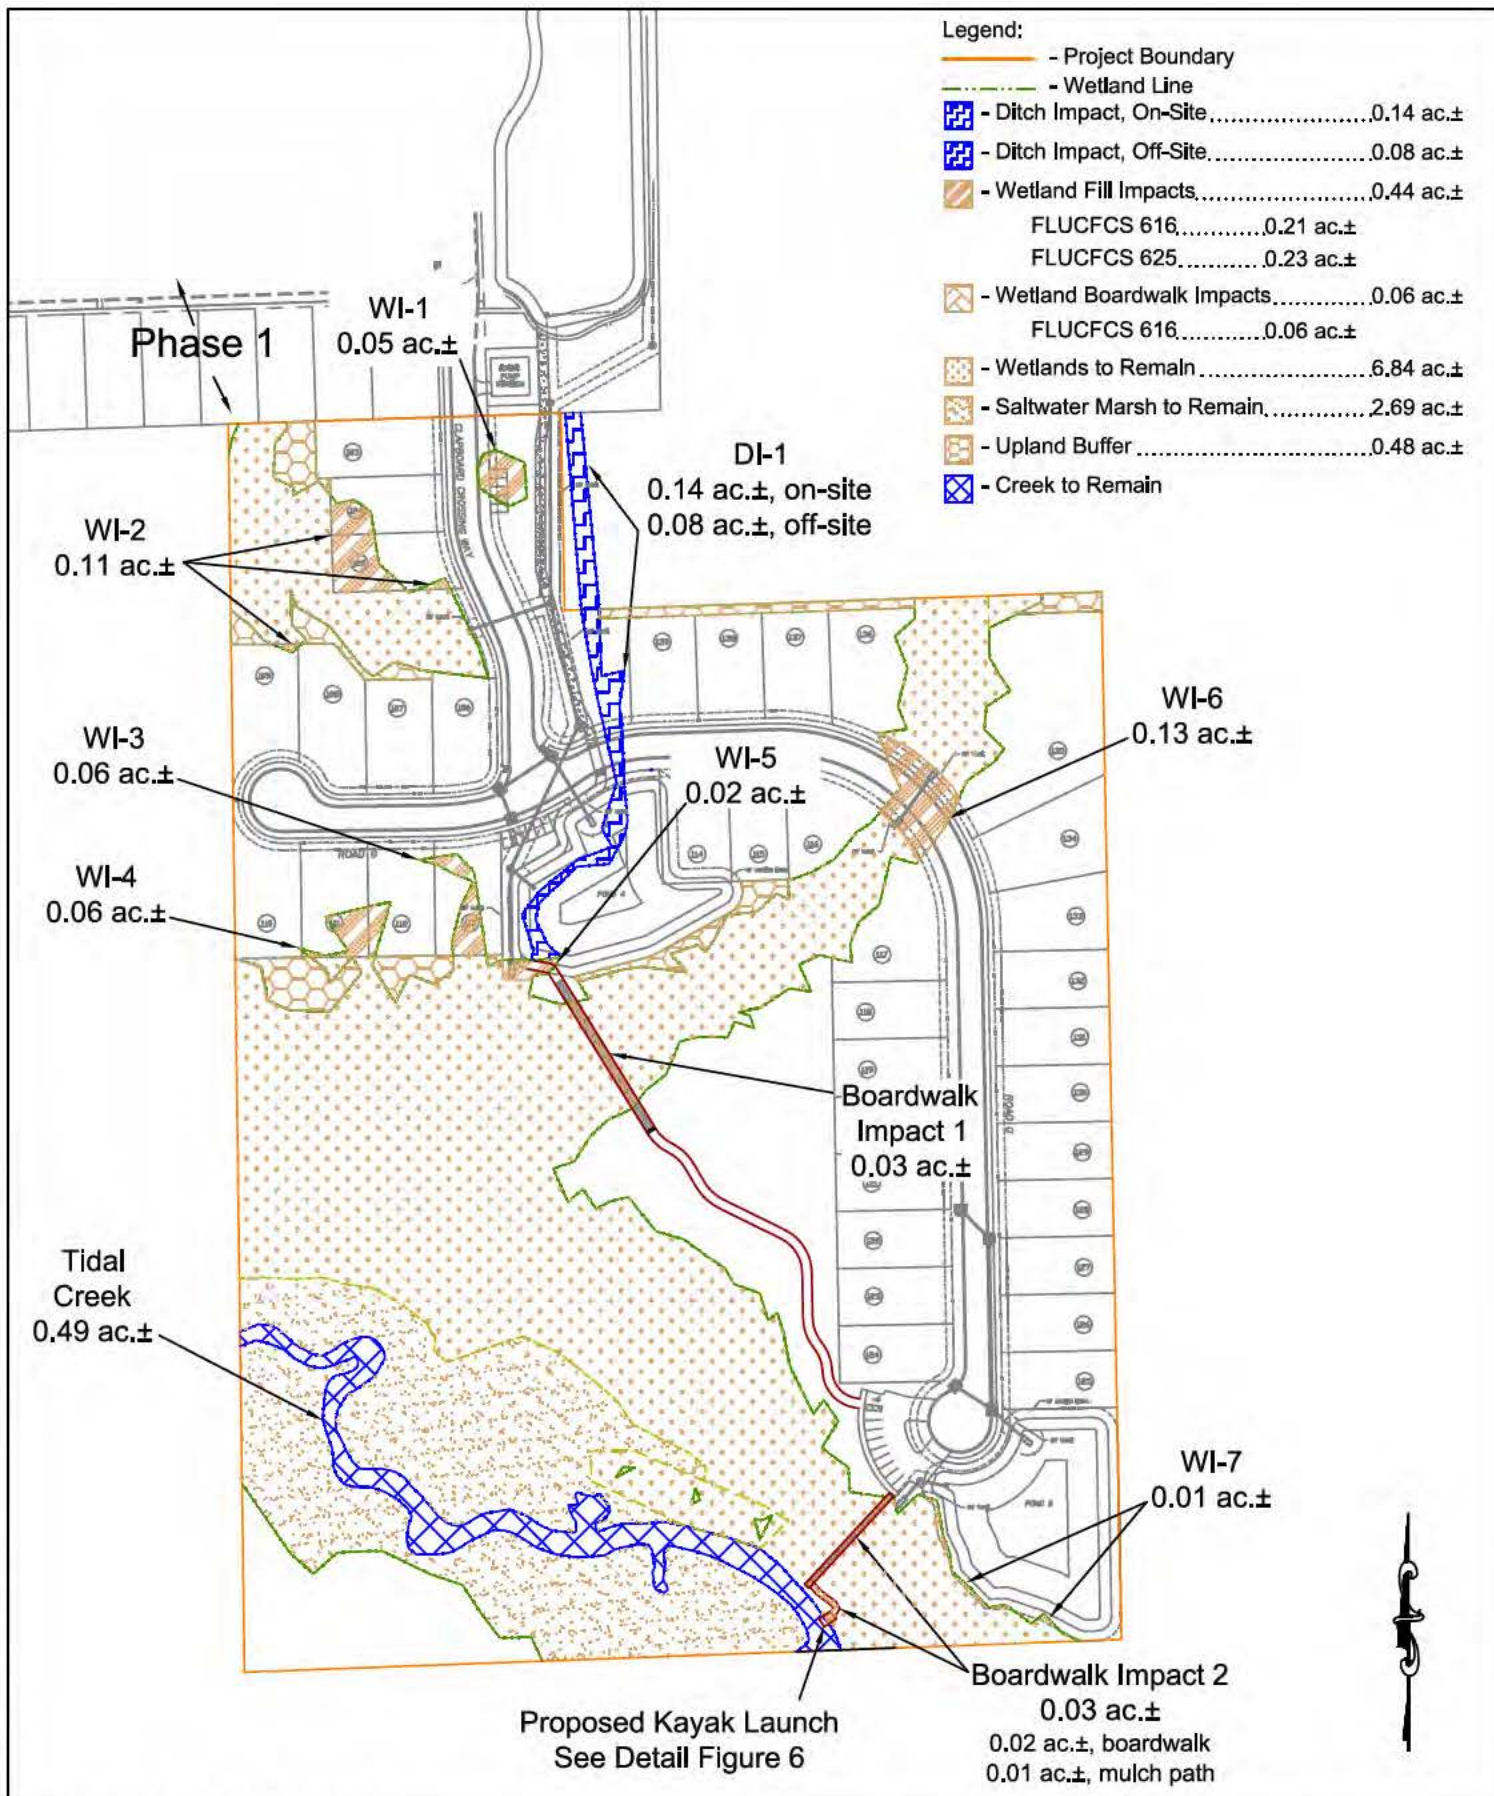 Legend:
- Project Boundary
- Wetland Line
- Ditch Impact, On-Site....................0.14 ac.±
- Ditch Impact, Off-Site....................0.08 ac.±
- Wetland Fill Impacts......................0.44 ac.±
FLUCFCS 616............0.21 ac.±
FLUCFCS 625............0.23 ac.±
- Wetland Boardwalk Impacts............0.06 ac.±
FLUCFCS 616............0.06 ac.±
- Wetlands to Remain......................6.84 ac.±
- Saltwater Marsh to Remain.............2.69 ac.±
- Upland Buffer..............................0.48 ac.±
- Creek to Remain
Phase 1
WI-1
0.05 ac.±
DI-1
0.14 ac.±, on-site
0.08 ac.±, off-site
CLAPBOARD CROSSING WAY
WI-2
0.11 ac.±
WI-3
0.06 ac.±
WI-4
0.06 ac.±
WI-5
0.02 ac.±
WI-6
0.13 ac.±
ROAD B
POND A
Boardwalk
Impact 1
0.03 ac.±
Tidal
Creek
0.49 ac.±
WI-7
0.01 ac.±
Boardwalk Impact 2
0.03 ac.±
0.02 ac.±, boardwalk
0.01 ac.±, mulch path
Proposed Kayak Launch
See Detail Figure 6